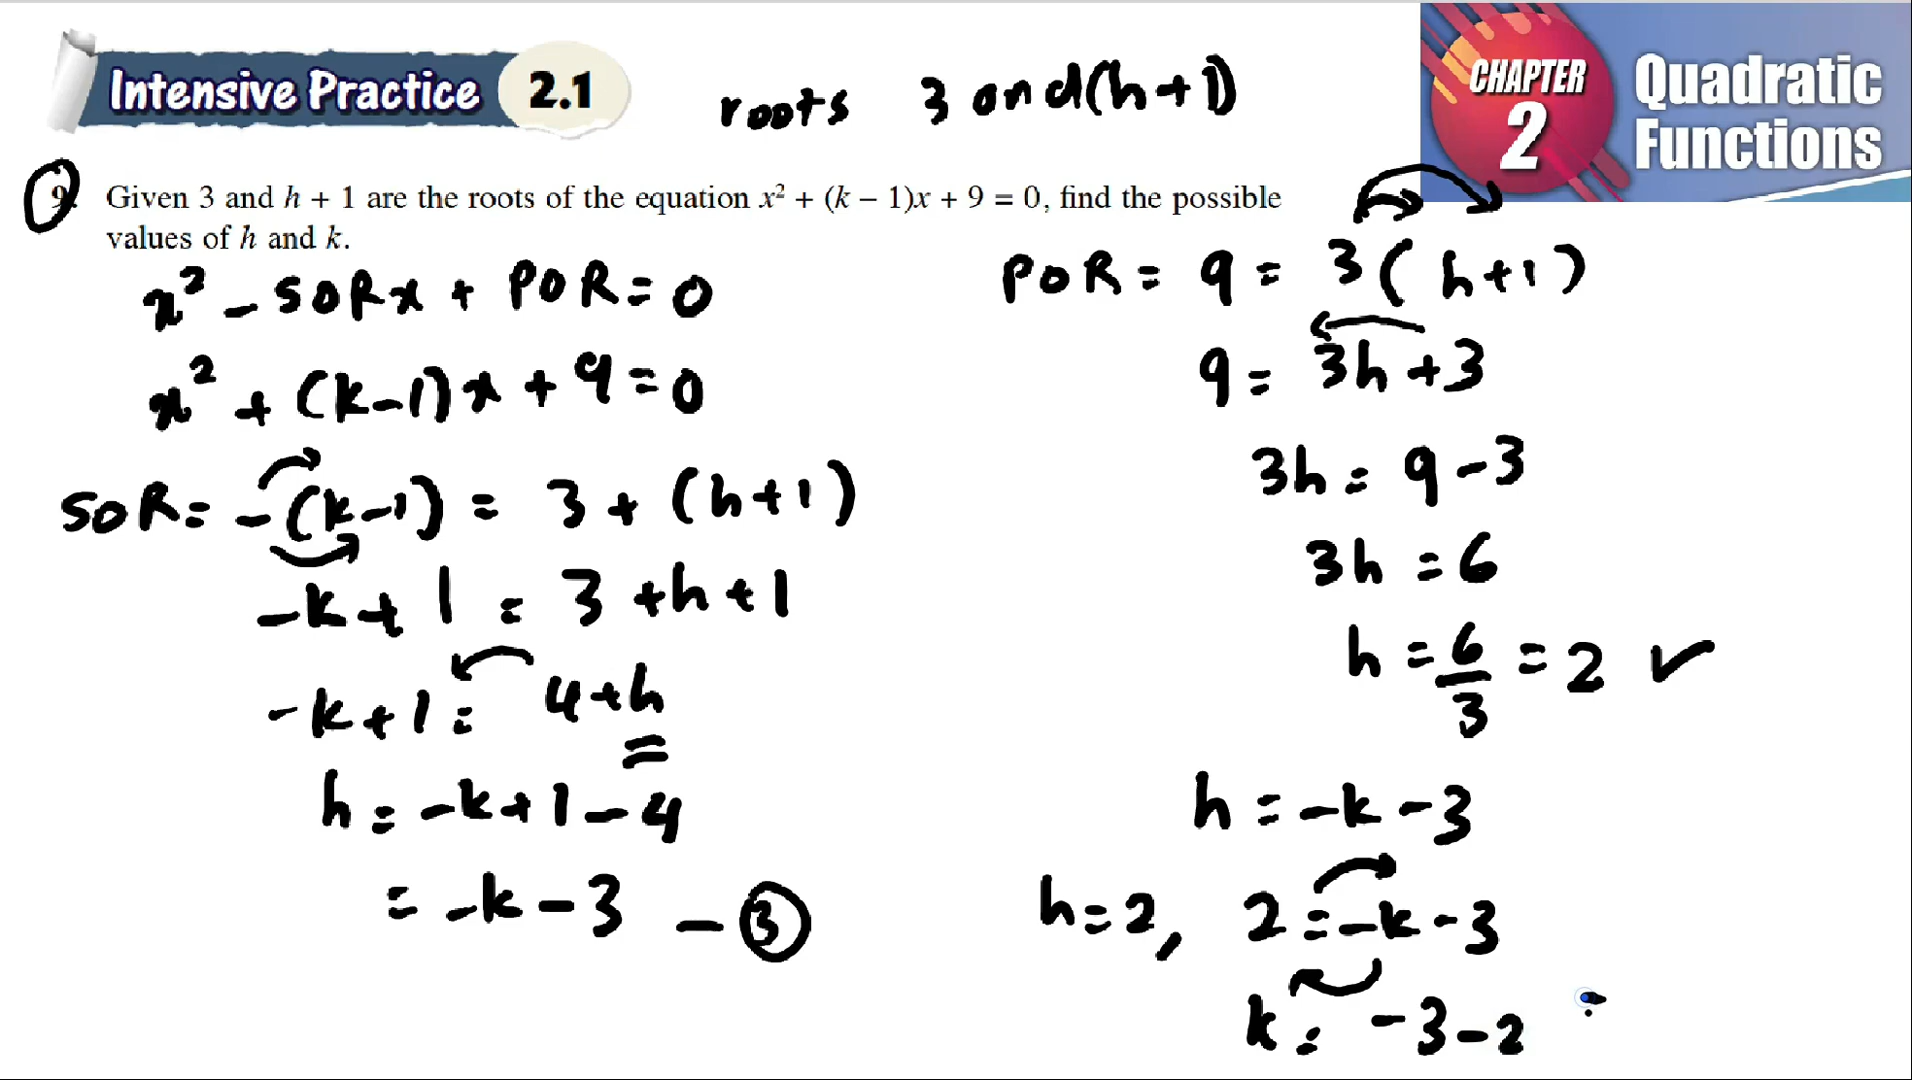 Intensive Practice 2.1
roots 3 and (h+1)
CHAPTER 2
Quadratic Functions
9. Given 3 and h + 1 are the roots of the equation x² + (k − 1)x + 9 = 0, find the possible
values of h and k.
x² - SORx + POR = 0
x² + (k-1)x + 9 = 0
SOR = -(k-1) = 3 + (h+1)
-k + 1 = 3 + h + 1
-k + 1 = 4 + h
h = -k + 1 - 4
= -k - 3 - ③
POR = 9 = 3(h+1)
9 = 3h + 3
3h = 9 - 3
3h = 6
h = 6/3 = 2 ✓
h = -k - 3
h = 2, 2 = -k - 3
k = -3 - 2